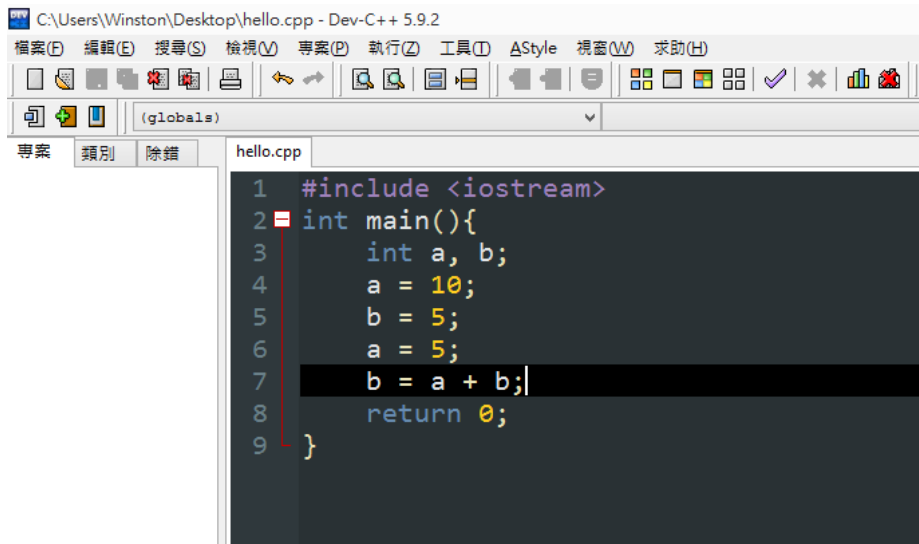 C:\Users\Winston\Desktop\hello.cpp - Dev-C++ 5.9.2
檔案(F) 編輯(E) 搜尋(S) 檢視(V) 專案(P) 執行(Z) 工具(T) AStyle 視窗(W) 求助(H)
(globals)
專案 類別 除錯 hello.cpp
1 #include <iostream>
2 int main(){
3 int a, b;
4 a = 10;
5 b = 5;
6 a = 5;
7 b = a + b;
8 return 0;
9 }